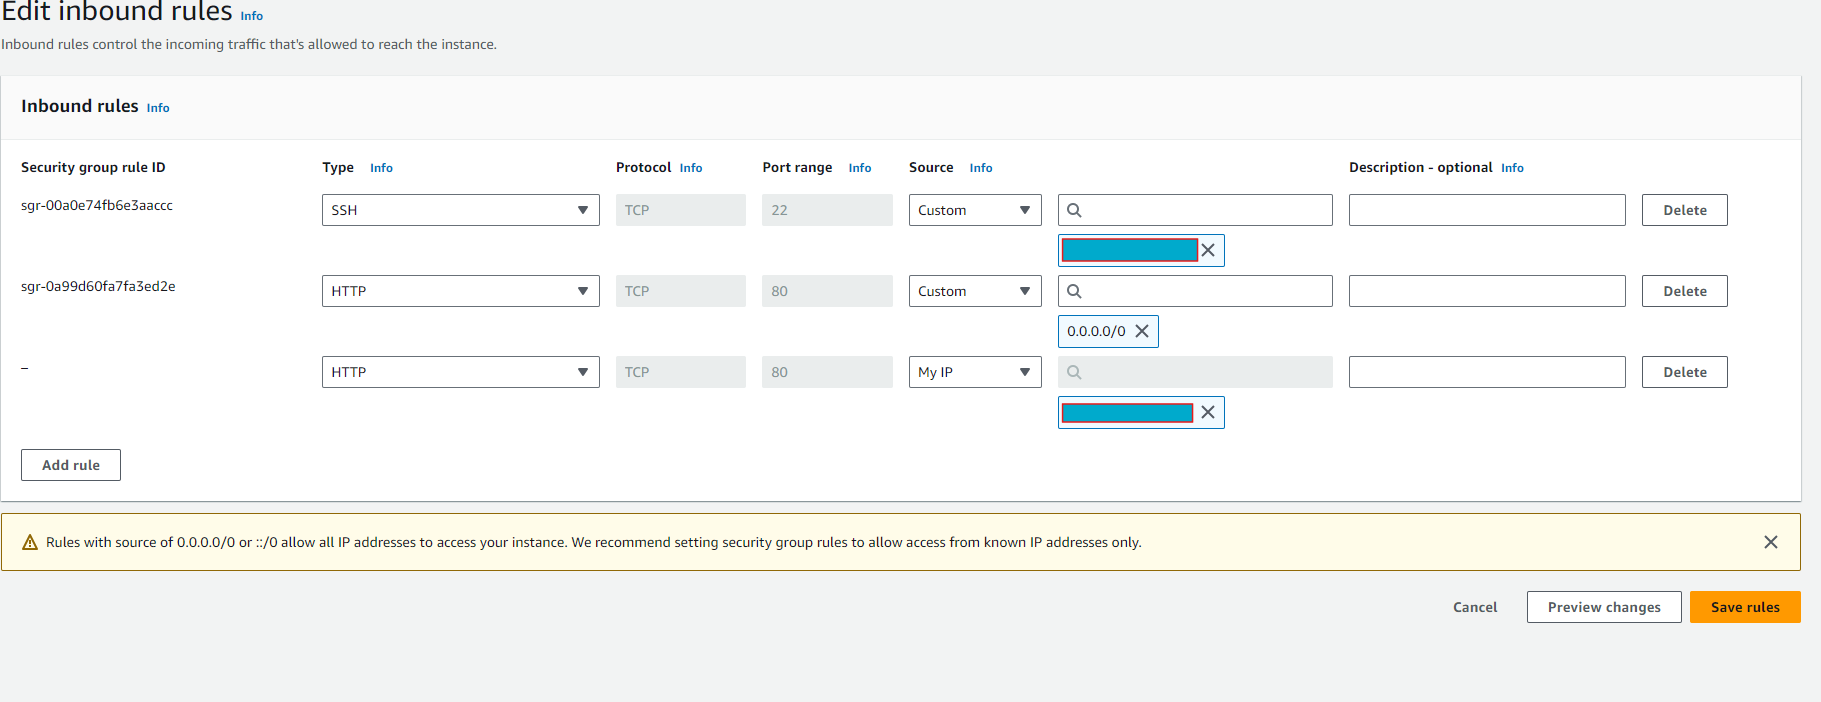 Edit inbound rules Info
Inbound rules control the incoming traffic that's allowed to reach the instance.
Inbound rules Info
Security group rule ID Type Info Protocol Info Port range Info Source Info Description - optional Info
sgr-00a0e74fb6e3aaccc SSH TCP 22 Custom Delete
sgr-0a99d60fa7fa3ed2e HTTP TCP 80 Custom Delete
0.0.0.0/0
– HTTP TCP 80 My IP Delete
Add rule
Rules with source of 0.0.0.0/0 or ::/0 allow all IP addresses to access your instance. We recommend setting security group rules to allow access from known IP addresses only.
Cancel Preview changes Save rules